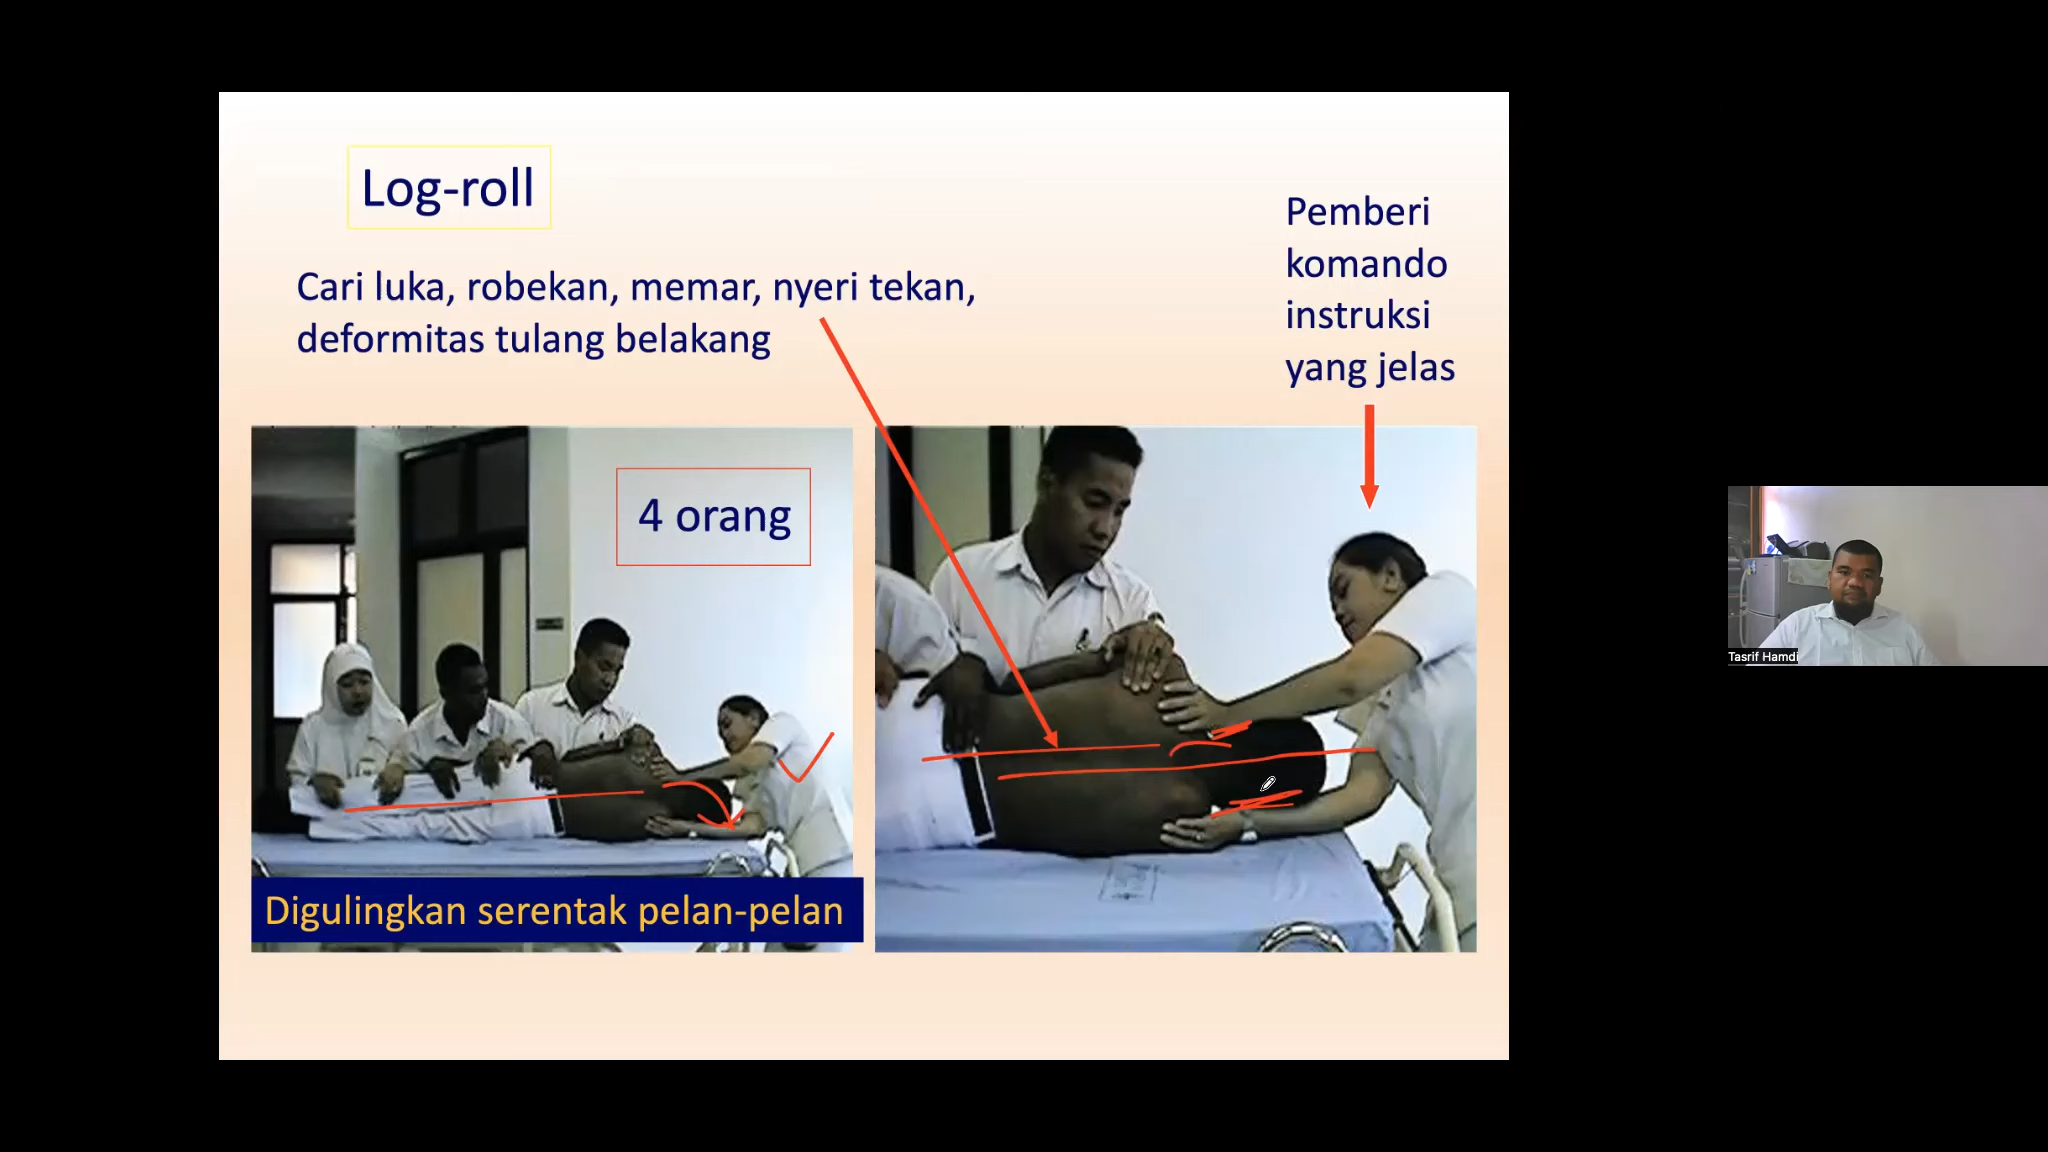 Log-roll
Cari luka, robekan, memar, nyeri tekan,
deformitas tulang belakang
Pemberi
komando
instruksi
yang jelas
4 orang
Digulingkan serentak pelan-pelan
Tasrif Hamdi